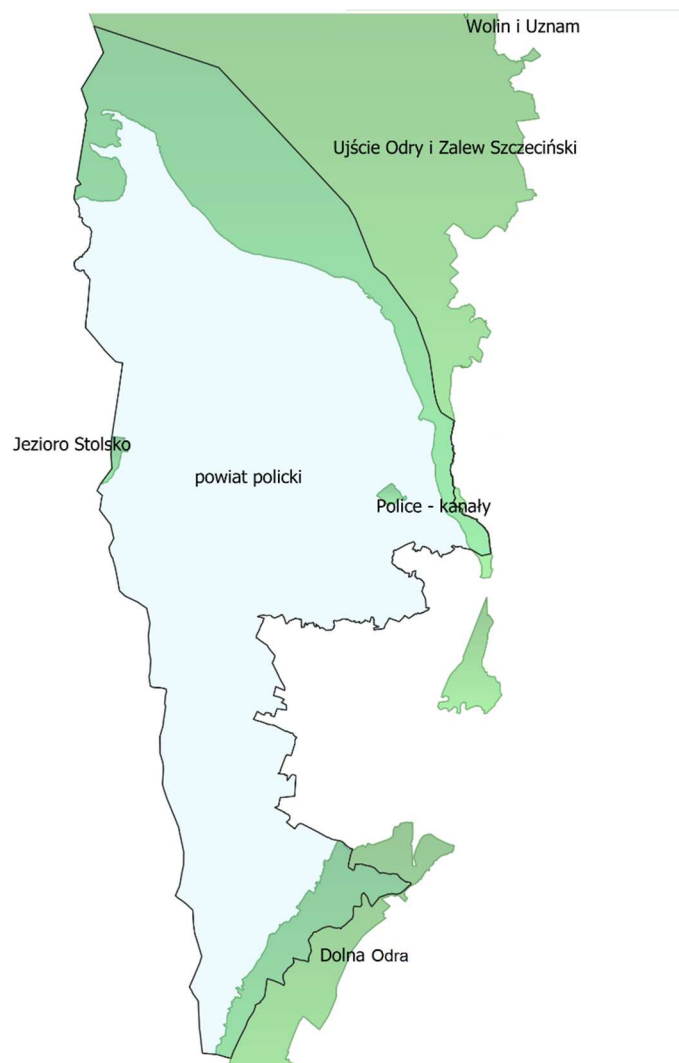 Wolin i Uznam
Ujście Odry i Zalew Szczeciński
Jezioro Stolsko
powiat policki
Police - kanały
Dolna Odra